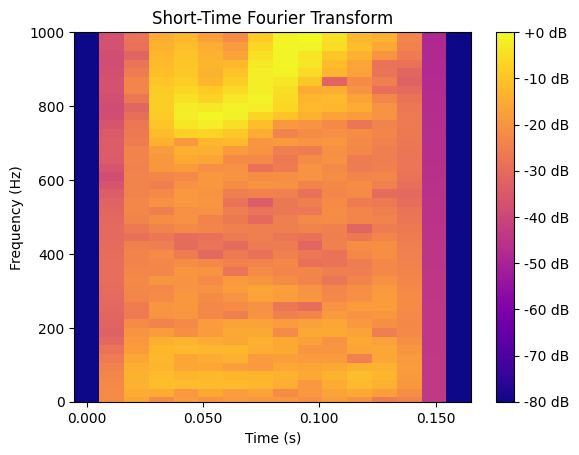 Short-Time Fourier Transform
1000
800
600
400
200
0
Frequency (Hz)
0.000
0.050
0.100
0.150
Time (s)
+0 dB
-10 dB
-20 dB
-30 dB
-40 dB
-50 dB
-60 dB
-70 dB
-80 dB